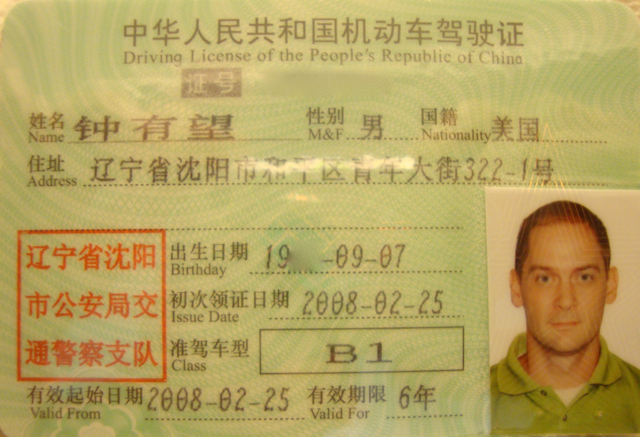 中华人民共和国机动车驾驶证
Driving License of the People's Republic of China
证号
姓名 钟有望 性别 男 国籍 美国
Name M&F Nationality
住址 辽宁省沈阳市和平区青年大街322-1号
Address
辽宁省沈阳
市公安局交
通警察支队
出生日期 19 -09-07
Birthday
初次领证日期 2008-02-25
Issue Date
准驾车型 B1
Class
有效起始日期 2008-02-25 有效期限 6年
Valid From Valid For